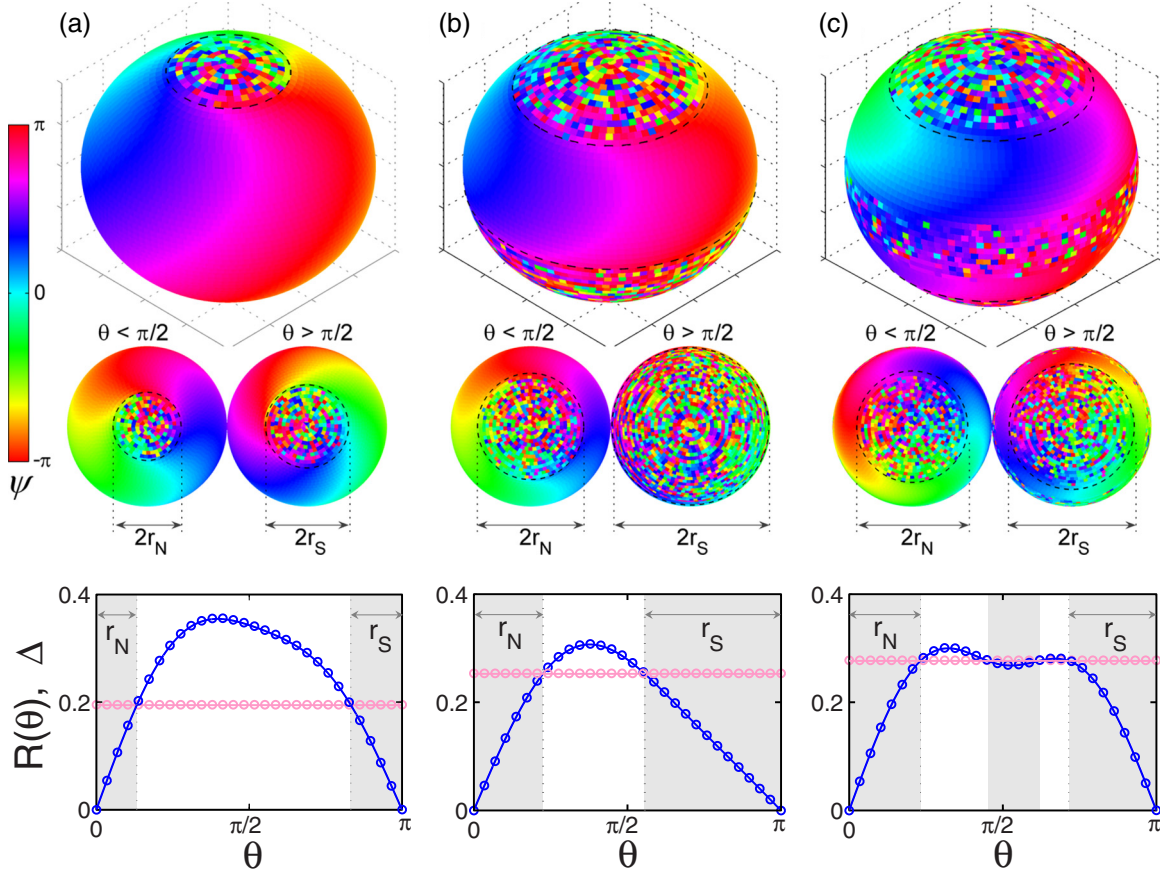 (a) (b) (c)
π
0
-π
ψ
θ < π/2 θ > π/2 θ < π/2 θ > π/2 θ < π/2 θ > π/2
2r_N 2r_S 2r_N 2r_S 2r_N 2r_S
R(θ), Δ
0.4 0.4 0.4
r_N r_S r_N r_S r_N r_S
0.2 0.2 0.2
0 0 0
0 π/2 π 0 π/2 π 0 π/2 π
θ θ θ